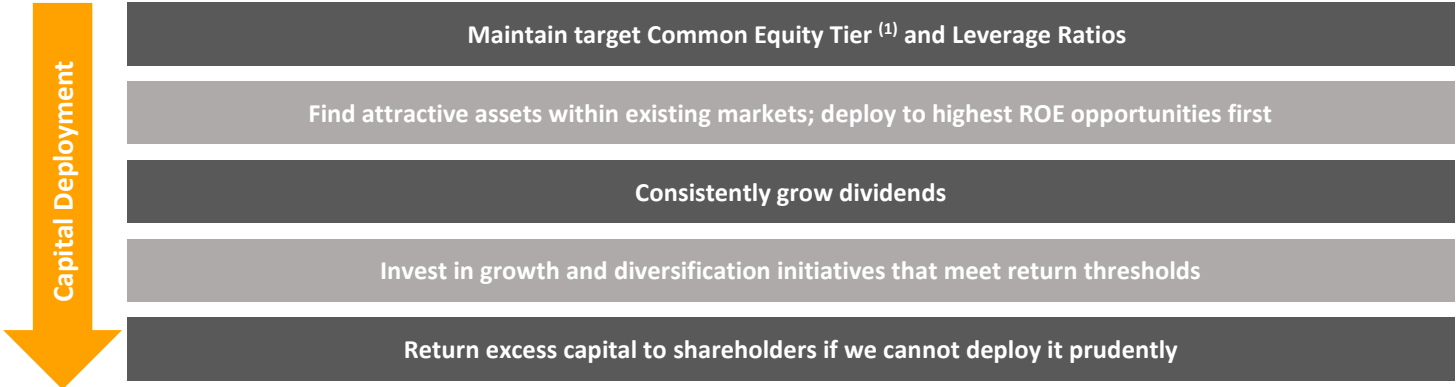 Capital Deployment
Maintain target Common Equity Tier (1) and Leverage Ratios
Find attractive assets within existing markets; deploy to highest ROE opportunities first
Consistently grow dividends
Invest in growth and diversification initiatives that meet return thresholds
Return excess capital to shareholders if we cannot deploy it prudently